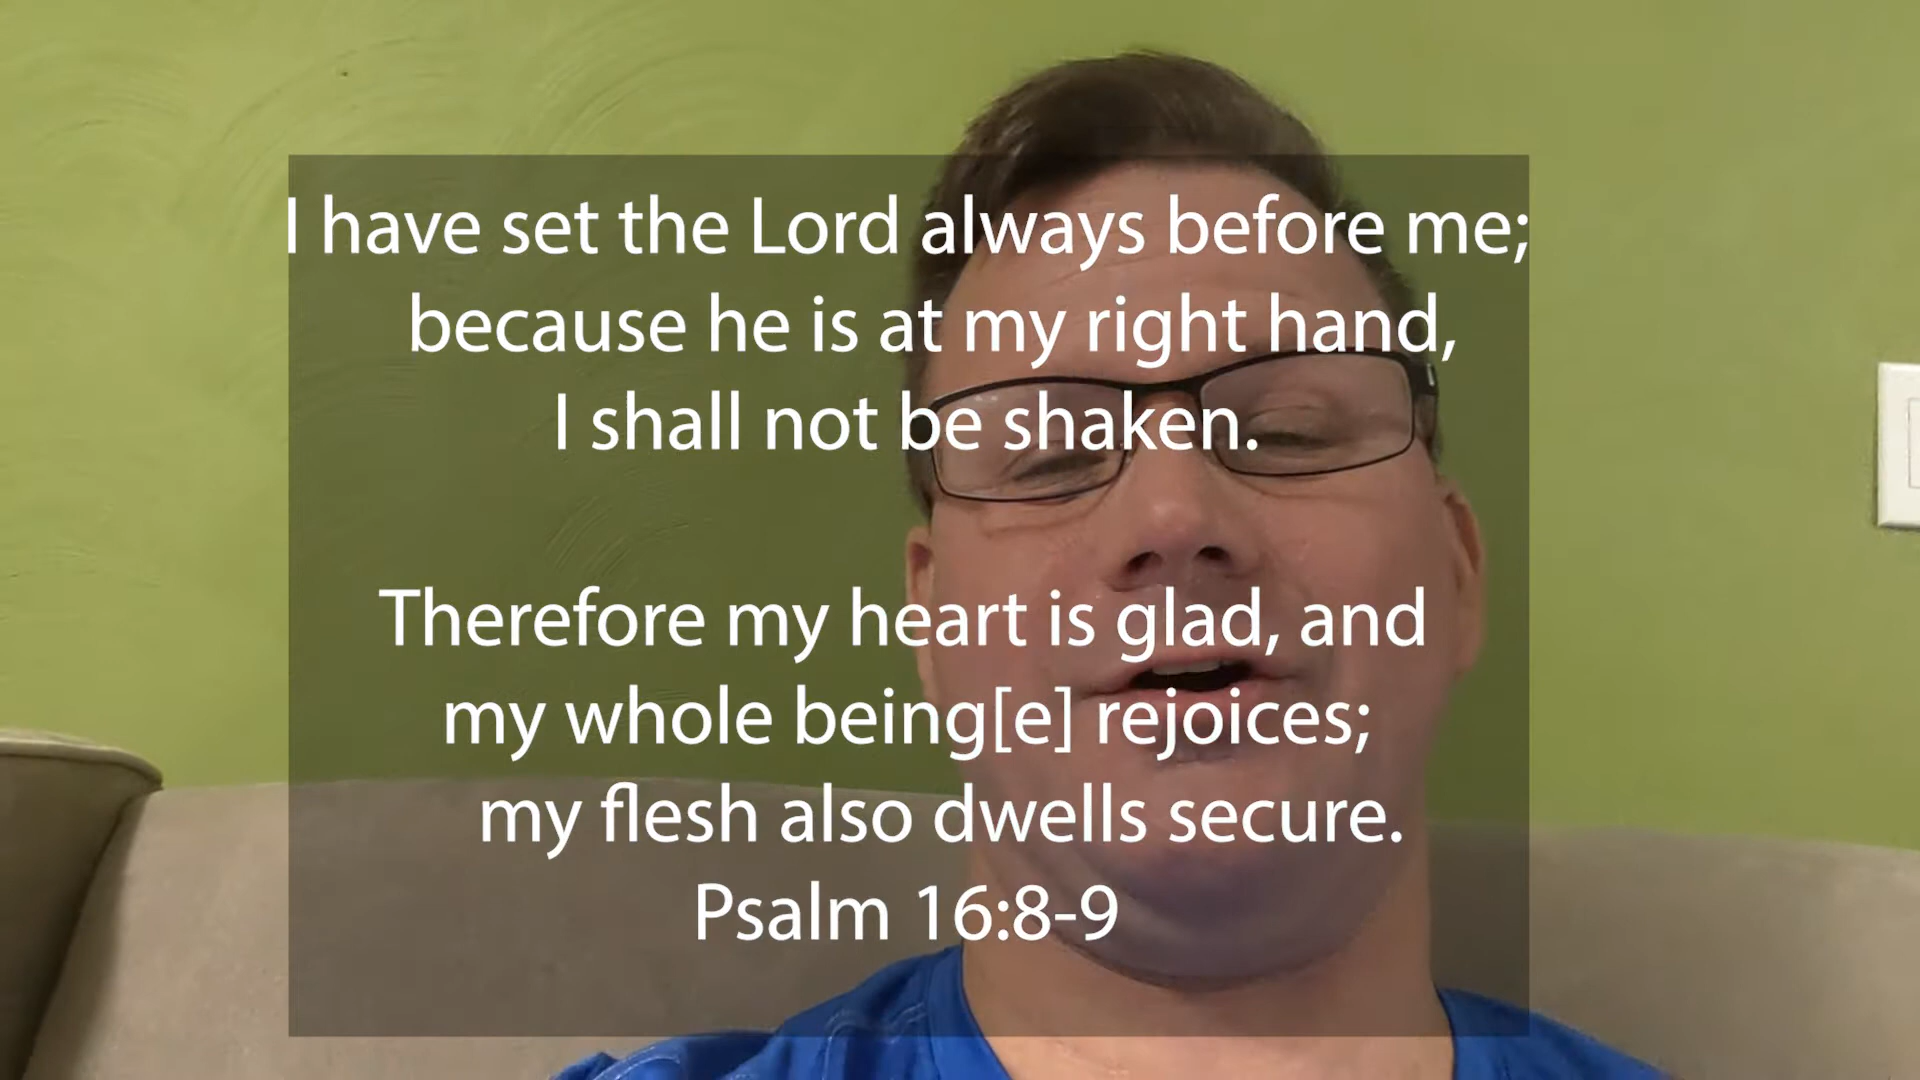 I have set the Lord always before me;
because he is at my right hand,
I shall not be shaken.
Therefore my heart is glad, and
my whole being[e] rejoices;
my flesh also dwells secure.
Psalm 16:8-9